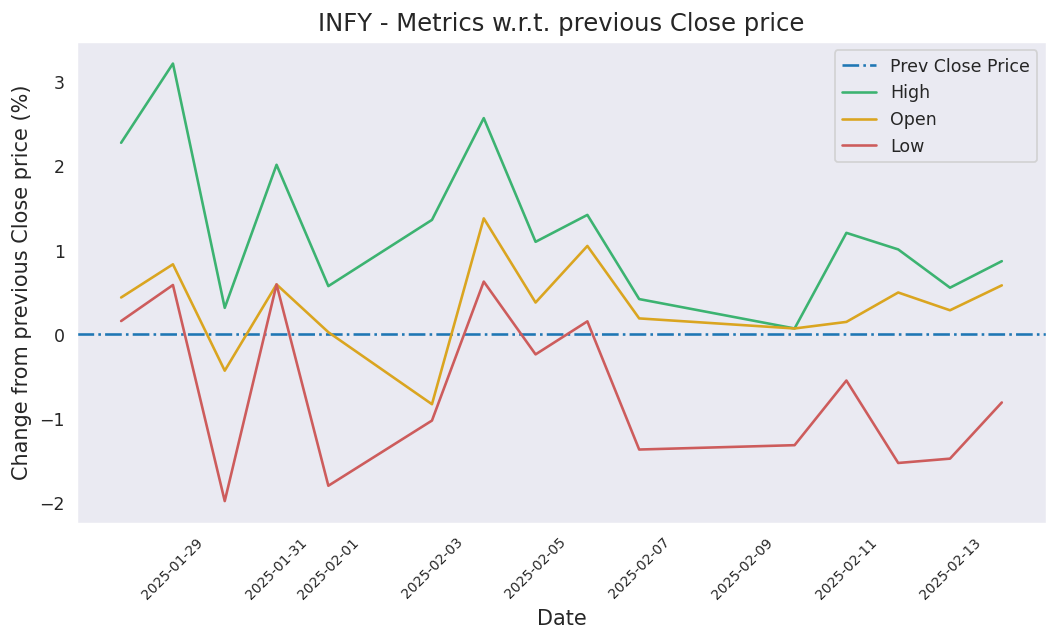 INFY - Metrics w.r.t. previous Close price
Change from previous Close price (%)
3
2
1
0
−1
−2
Prev Close Price
High
Open
Low
2025-01-29
2025-01-31
2025-02-01
2025-02-03
2025-02-05
2025-02-07
2025-02-09
2025-02-11
2025-02-13
Date